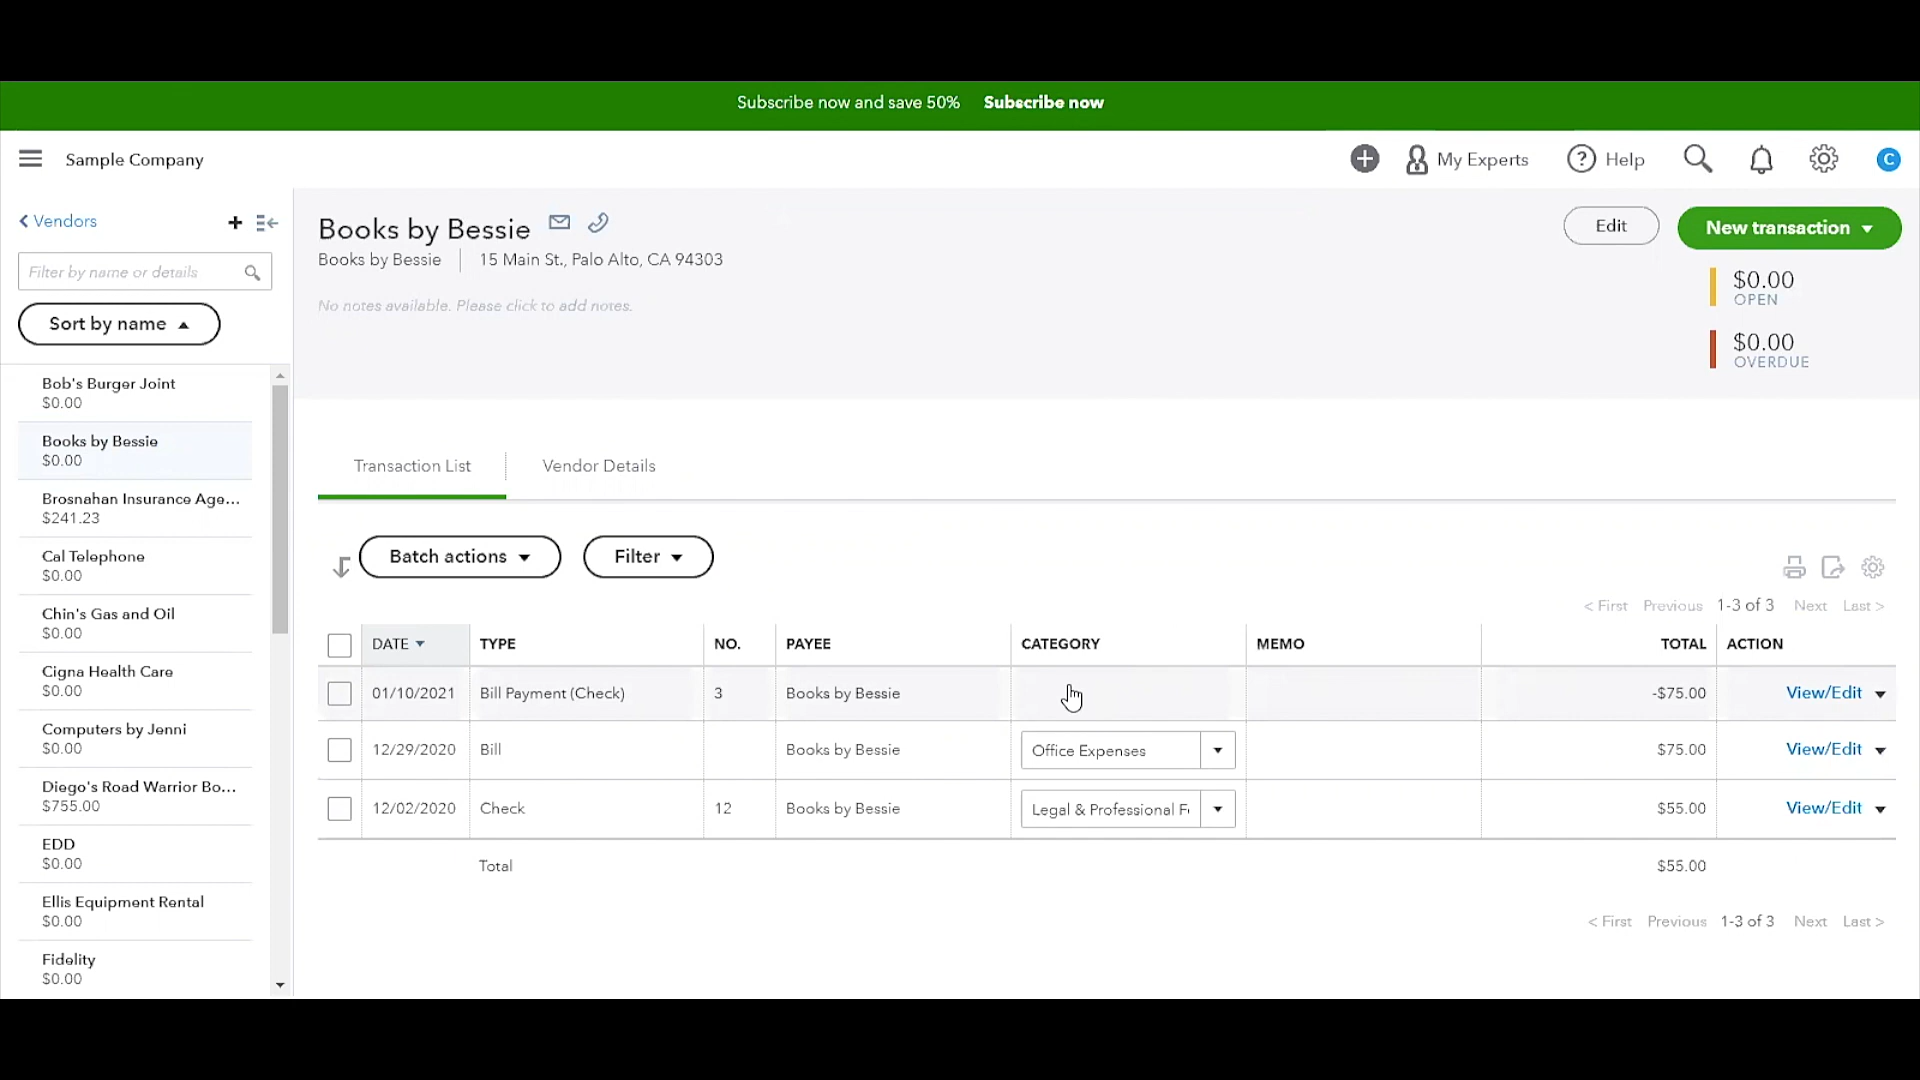 Subscribe now and save 50% Subscribe now
Sample Company
My Experts
Help
C
Vendors
Filter by name or details
Sort by name
Bob's Burger Joint
$0.00
Books by Bessie
$0.00
Brosnahan Insurance Age...
$241.23
Cal Telephone
$0.00
Chin's Gas and Oil
$0.00
Cigna Health Care
$0.00
Computers by Jenni
$0.00
Diego's Road Warrior Bo...
$755.00
EDD
$0.00
Ellis Equipment Rental
$0.00
Fidelity
$0.00
Books by Bessie
Books by Bessie 15 Main St., Palo Alto, CA 94303
No notes available. Please click to add notes.
Edit
New transaction
$0.00
OPEN
$0.00
OVERDUE
Transaction List Vendor Details
Batch actions Filter
< First Previous 1-3 of 3 Next Last >
DATE TYPE NO. PAYEE CATEGORY MEMO TOTAL ACTION
01/10/2021 Bill Payment (Check) 3 Books by Bessie -$75.00 View/Edit
12/29/2020 Bill Books by Bessie Office Expenses $75.00 View/Edit
12/02/2020 Check 12 Books by Bessie Legal & Professional $55.00 View/Edit
Total $55.00
< First Previous 1-3 of 3 Next Last >